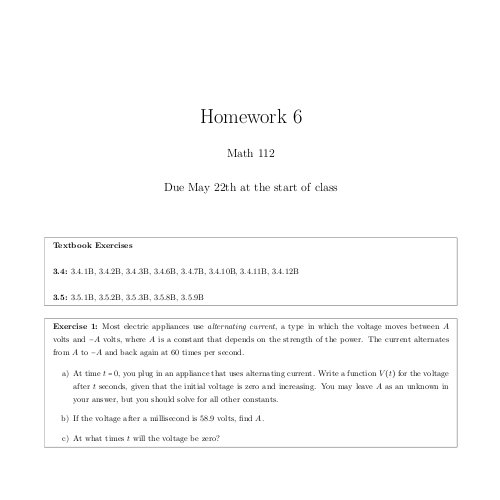 Homework 6
Math 112
Due May 22th at the start of class
Textbook Exercises
3.4: 3.4.1B, 3.4.2B, 3.4.3B, 3.4.6B, 3.4.7B, 3.4.10B, 3.4.11B, 3.4.12B
3.5: 3.5.1B, 3.5.2B, 3.5.3B, 3.5.8B, 3.5.9B
Exercise 1: Most electric appliances use alternating current, a type in which the voltage moves between A
volts and −A volts, where A is a constant that depends on the strength of the power. The current alternates
from A to −A and back again at 60 times per second.
a) At time t = 0, you plug in an appliance that uses alternating current. Write a function V(t) for the voltage
after t seconds, given that the initial voltage is zero and increasing. You may leave A as an unknown in
your answer, but you should solve for all other constants.
b) If the voltage after a millisecond is 58.9 volts, find A.
c) At what times t will the voltage be zero?